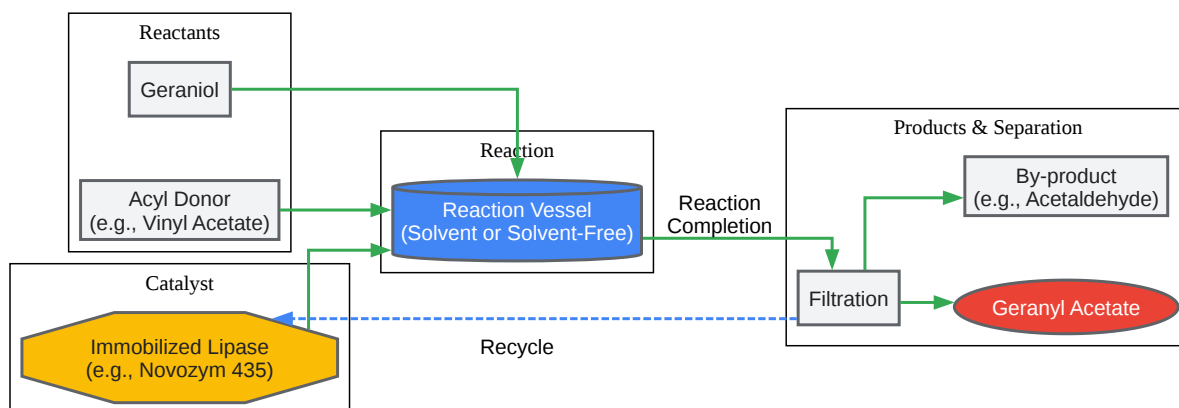 Reactants
Geraniol
Acyl Donor
(e.g., Vinyl Acetate)
Reaction
Reaction Vessel
(Solvent or Solvent-Free)
Catalyst
Immobilized Lipase
(e.g., Novozym 435)
Reaction
Completion
Recycle
Products & Separation
By-product
(e.g., Acetaldehyde)
Filtration
Geranyl Acetate